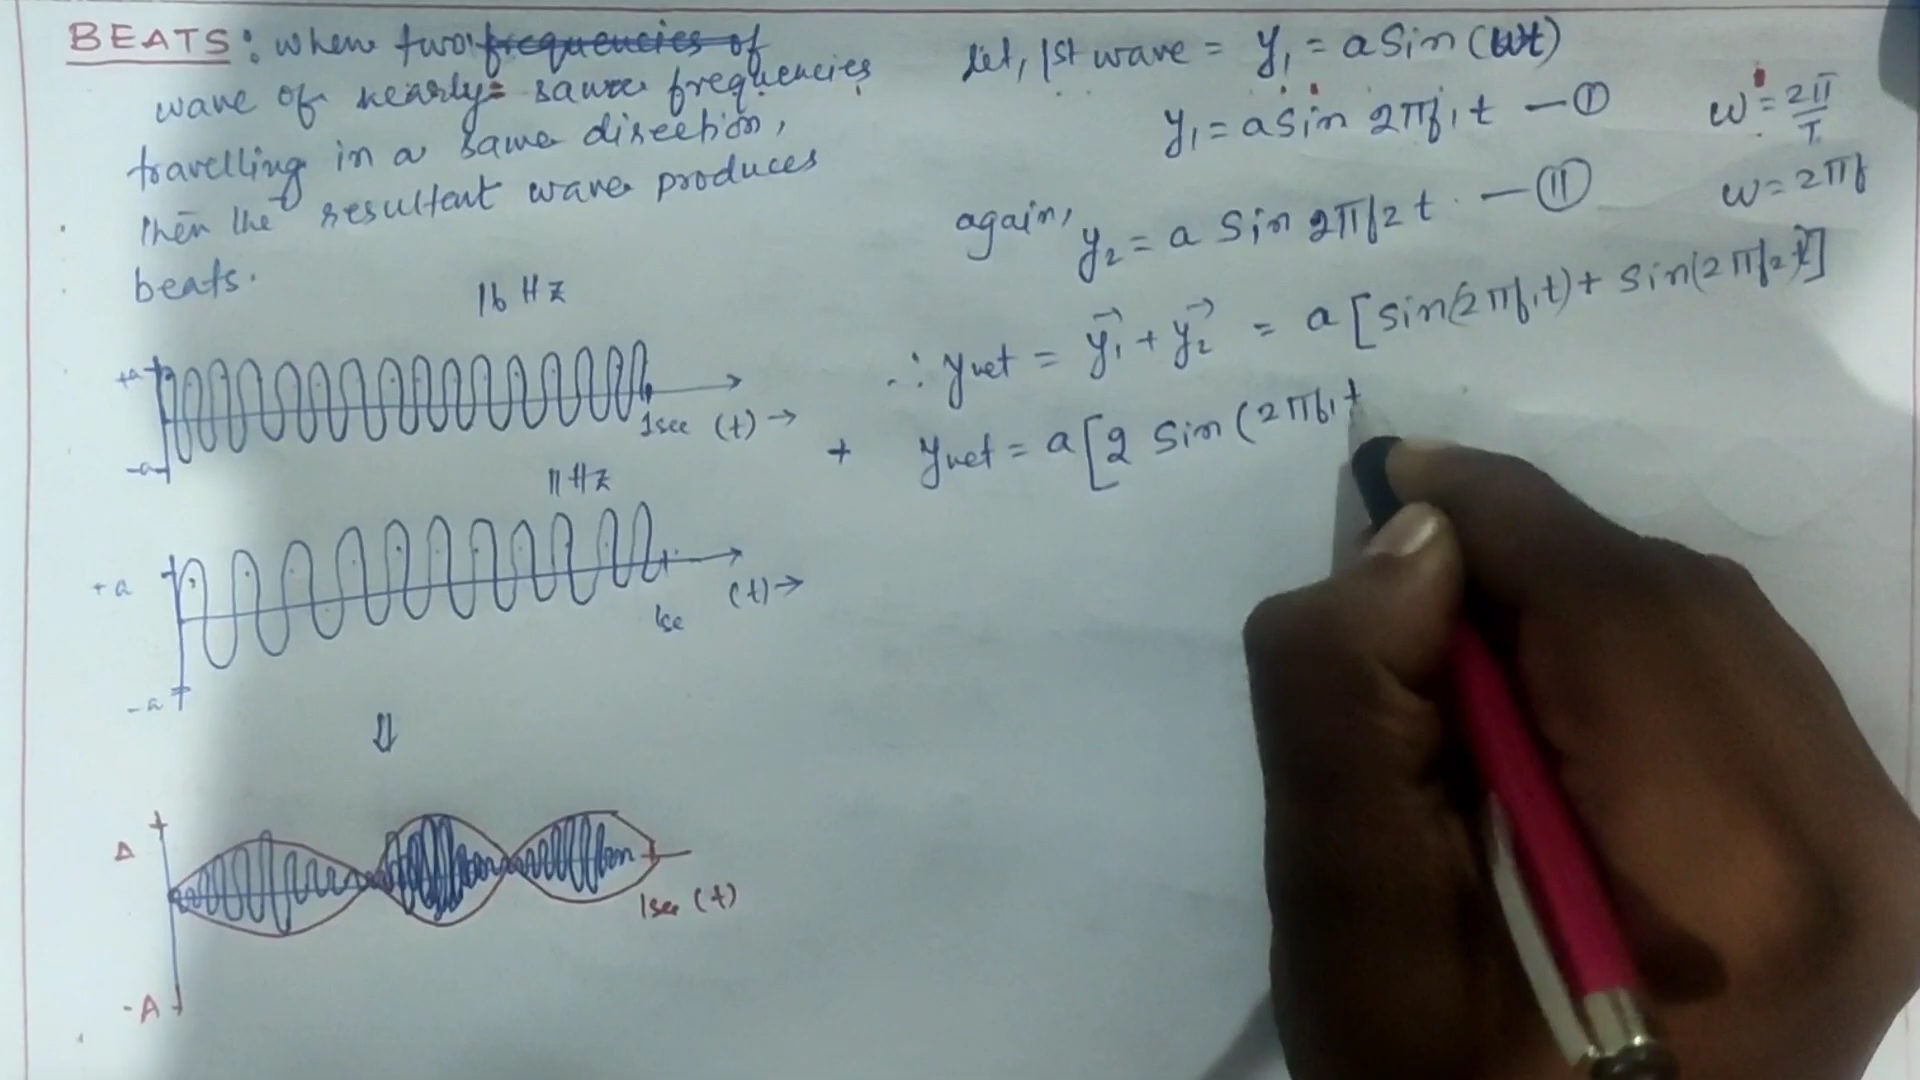 BEATS: when two frequencies of
wave of nearly same frequencies
travelling in a same direction,
then the resultant wave produces
beats.
16 Hz
+a
-a
1sec (t) →
11 Hz
+a
-a
1se
(t) →
⇓
A
-A
1sec (t)
let, 1st wave = y₁ = a Sin (ωt)
y₁ = a Sin 2πf₁t — Ⓘ
ω = 2π/T
ω = 2πf
again, y₂ = a Sin 2πf₂t — Ⅱ
∴ ynet = y₁ + y₂ = a [Sin(2πf₁t) + Sin(2πf₂t)]
+ ynet = a [2 Sin (2πf₁t